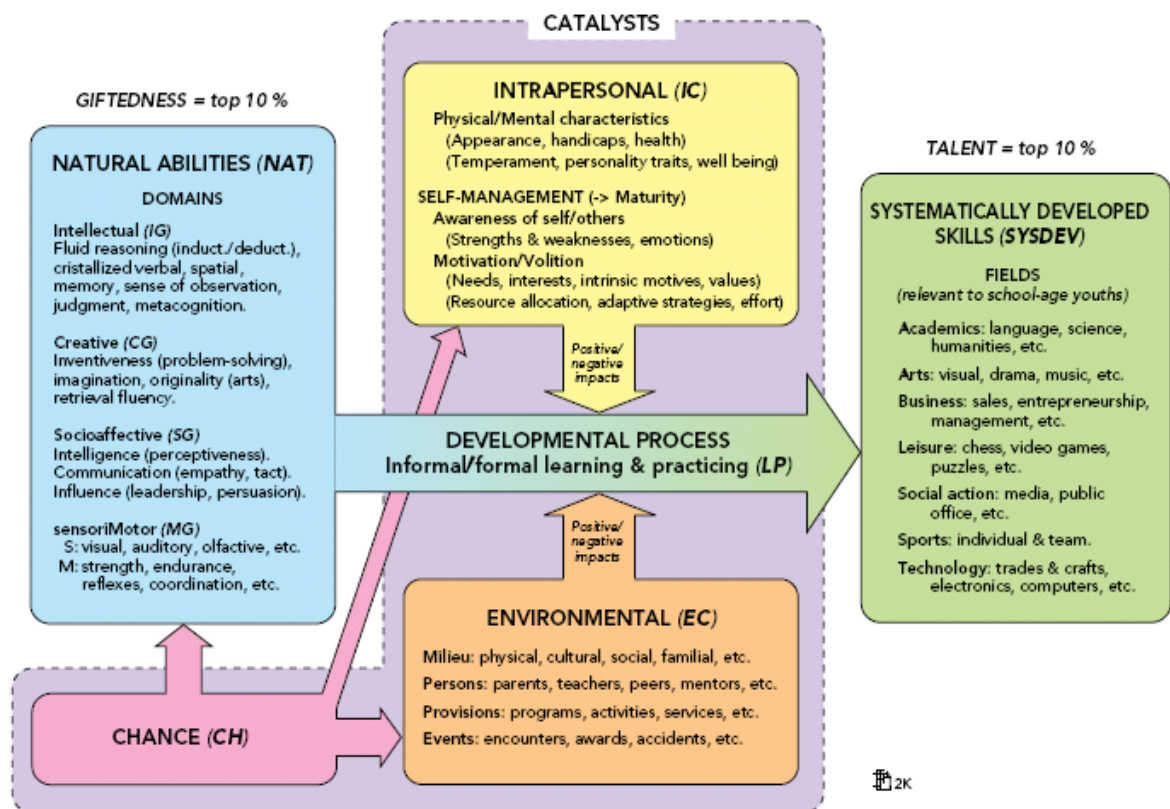 CATALYSTS
GIFTEDNESS = top 10 %
NATURAL ABILITIES (NAT)
DOMAINS
Intellectual (IG)
Fluid reasoning (induct./deduct.),
cristallized verbal, spatial,
memory, sense of observation,
judgment, metacognition.
Creative (CG)
Inventiveness (problem-solving),
imagination, originality (arts),
retrieval fluency.
Socioaffective (SG)
Intelligence (perceptiveness).
Communication (empathy, tact).
Influence (leadership, persuasion).
sensoriMotor (MG)
S: visual, auditory, olfactive, etc.
M: strength, endurance,
reflexes, coordination, etc.
INTRAPERSONAL (IC)
Physical/Mental characteristics
(Appearance, handicaps, health)
(Temperament, personality traits, well being)
SELF-MANAGEMENT (-> Maturity)
Awareness of self/others
(Strengths & weaknesses, emotions)
Motivation/Volition
(Needs, interests, intrinsic motives, values)
(Resource allocation, adaptive strategies, effort)
Positive/
negative
impacts
DEVELOPMENTAL PROCESS
Informal/formal learning & practicing (LP)
Positive/
negative
impacts
ENVIRONMENTAL (EC)
Milieu: physical, cultural, social, familial, etc.
Persons: parents, teachers, peers, mentors, etc.
Provisions: programs, activities, services, etc.
Events: encounters, awards, accidents, etc.
CHANCE (CH)
TALENT = top 10 %
SYSTEMATICALLY DEVELOPED
SKILLS (SYSDEV)
FIELDS
(relevant to school-age youths)
Academics: language, science,
humanities, etc.
Arts: visual, drama, music, etc.
Business: sales, entrepreneurship,
management, etc.
Leisure: chess, video games,
puzzles, etc.
Social action: media, public
office, etc.
Sports: individual & team.
Technology: trades & crafts,
electronics, computers, etc.
2K